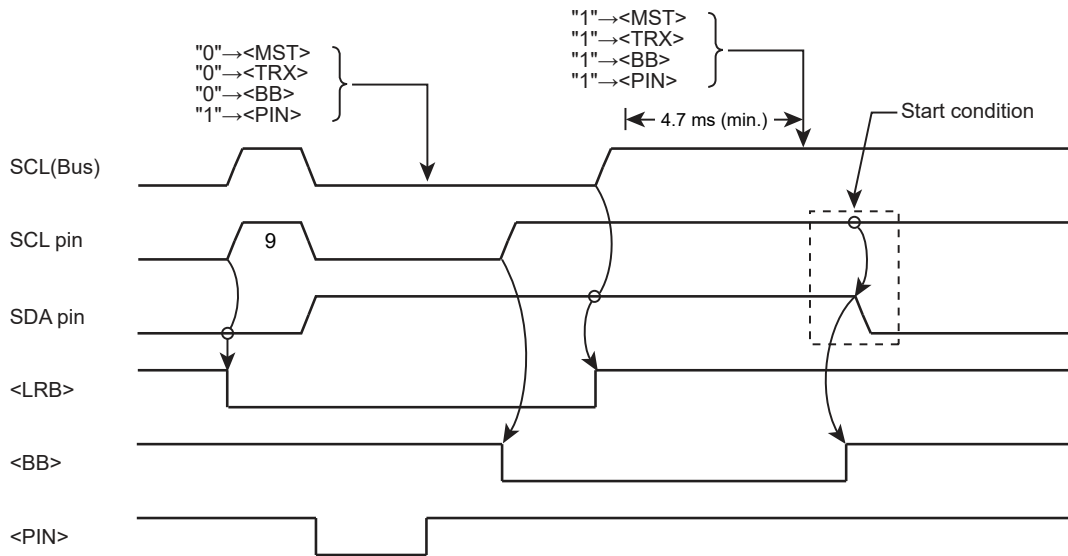 "0"→<MST>
"0"→<TRX>
"0"→<BB>
"1"→<PIN>
"1"→<MST>
"1"→<TRX>
"1"→<BB>
"1"→<PIN>
4.7 ms (min.)
Start condition
SCL(Bus)
SCL pin
9
SDA pin
<LRB>
<BB>
<PIN>